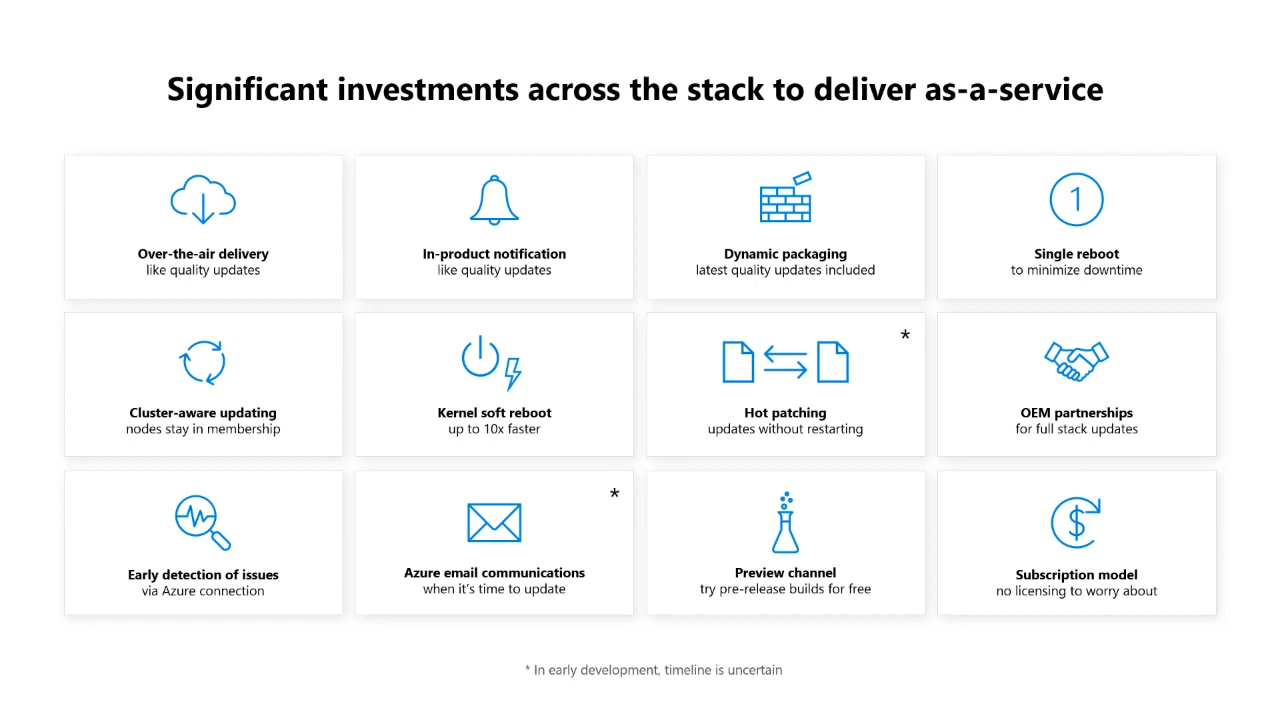 Significant investments across the stack to deliver as-a-service
Over-the-air delivery
like quality updates
In-product notification
like quality updates
Dynamic packaging
latest quality updates included
1
Single reboot
to minimize downtime
Cluster-aware updating
nodes stay in membership
Kernel soft reboot
up to 10x faster
*
Hot patching
updates without restarting
OEM partnerships
for full stack updates
Early detection of issues
via Azure connection
*
Azure email communications
when it's time to update
Preview channel
try pre-release builds for free
$
Subscription model
no licensing to worry about
* In early development, timeline is uncertain